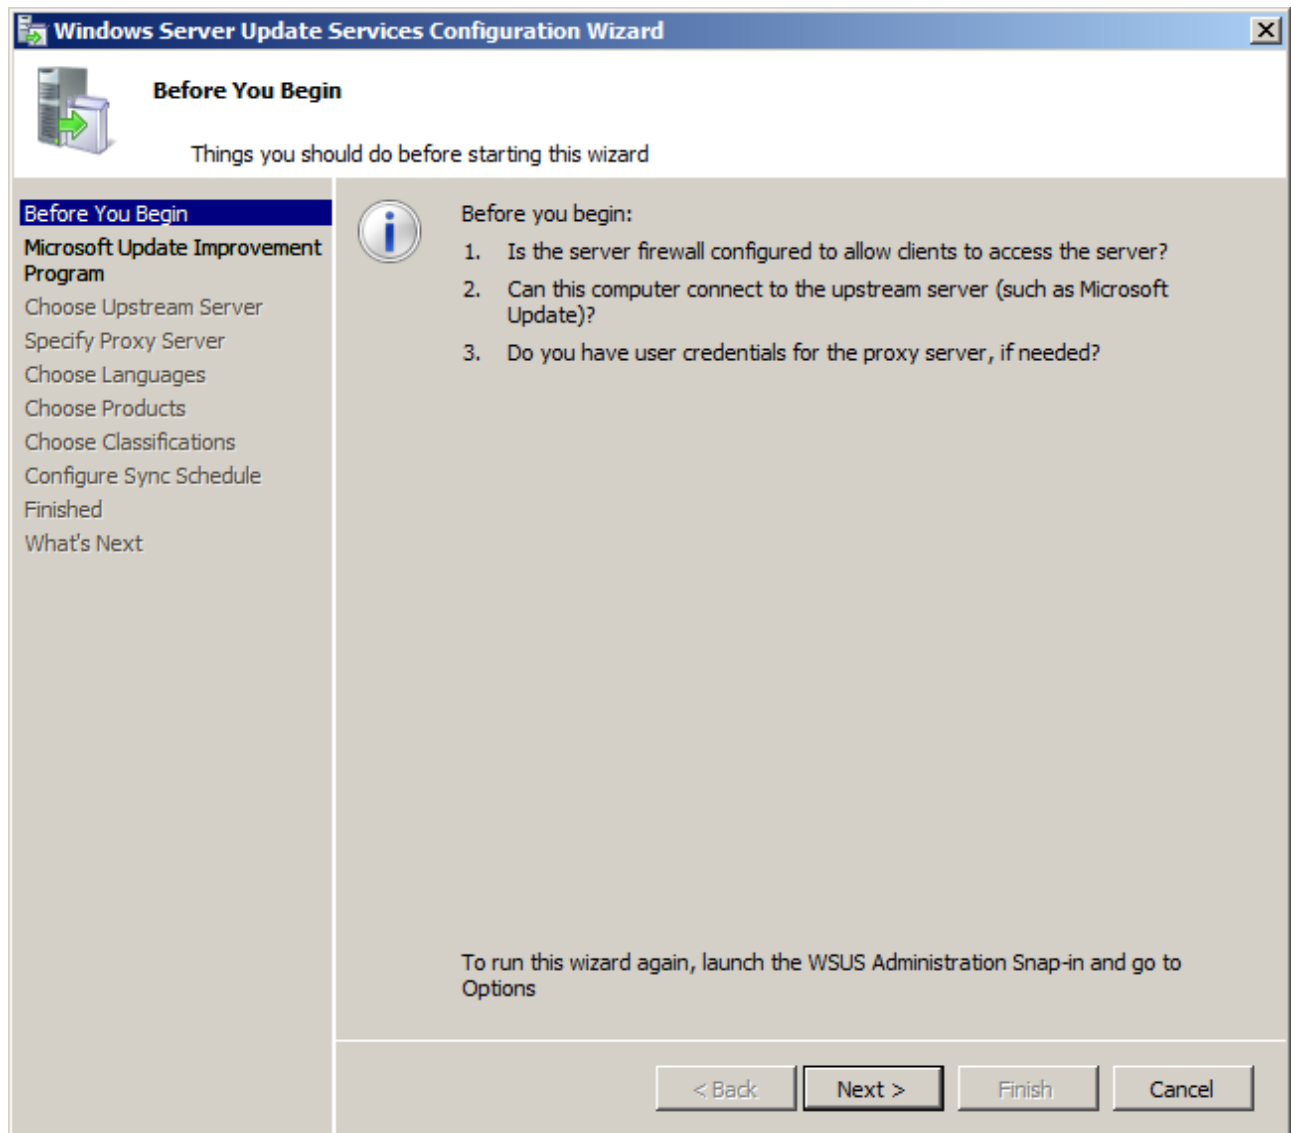 Windows Server Update Services Configuration Wizard
Before You Begin
Things you should do before starting this wizard
Before You Begin
Microsoft Update Improvement
Program
Choose Upstream Server
Specify Proxy Server
Choose Languages
Choose Products
Choose Classifications
Configure Sync Schedule
Finished
What's Next
Before you begin:
1. Is the server firewall configured to allow clients to access the server?
2. Can this computer connect to the upstream server (such as Microsoft
Update)?
3. Do you have user credentials for the proxy server, if needed?
To run this wizard again, launch the WSUS Administration Snap-in and go to
Options
< Back Next > Finish Cancel